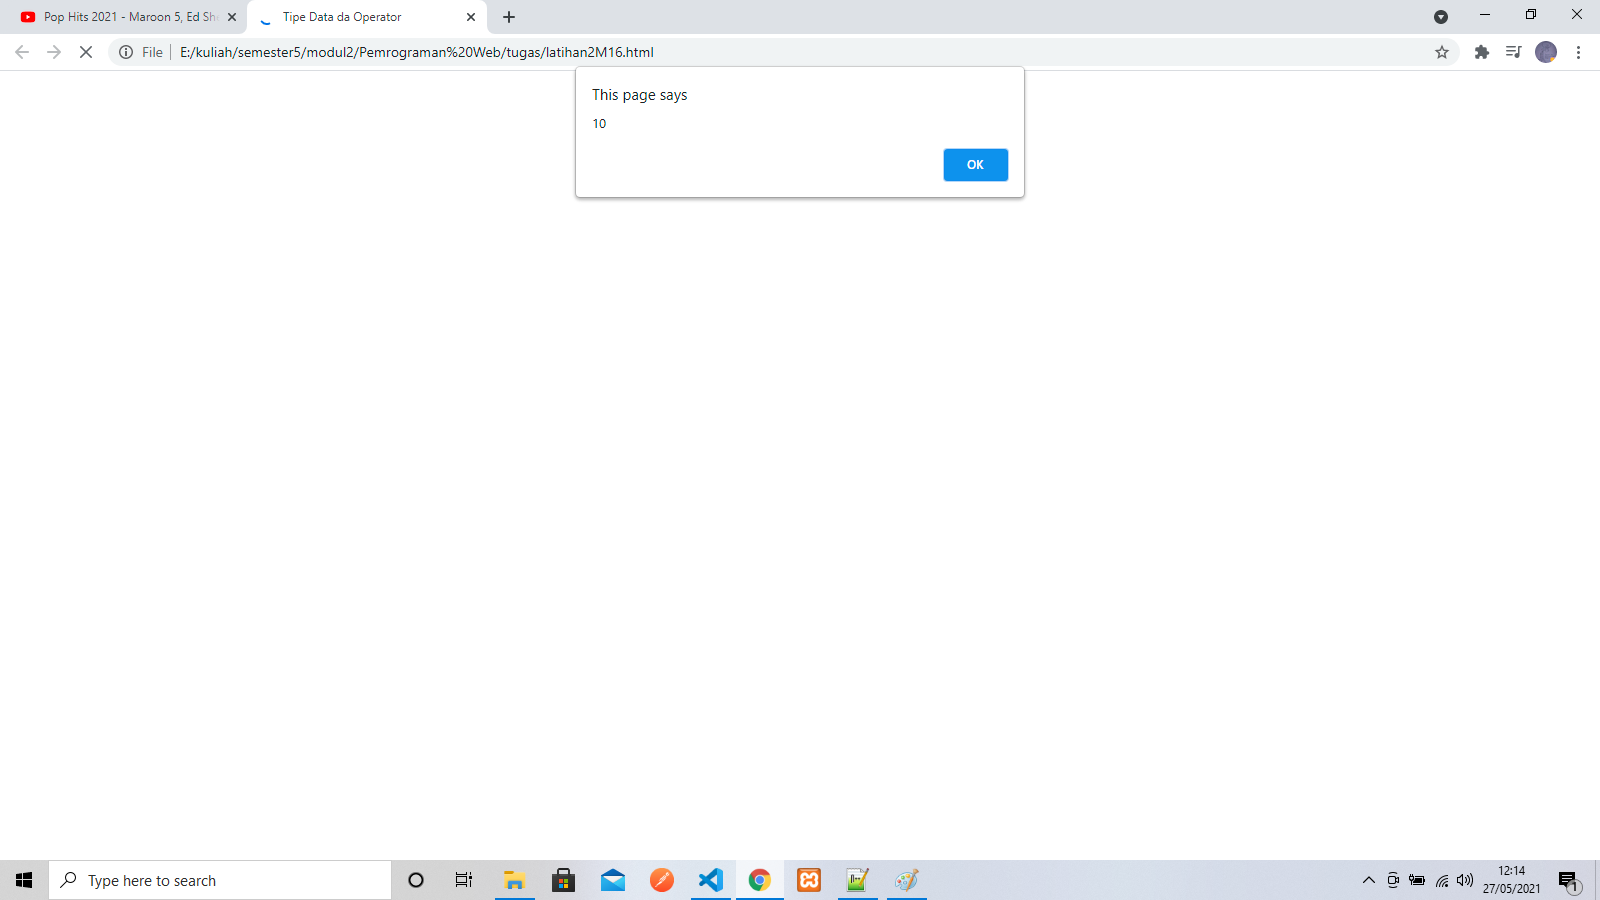 Pop Hits 2021 - Maroon 5, Ed Sh
Tipe Data da Operator
File
E:/kuliah/semester5/modul2/Pemrograman%20Web/tugas/latihan2M16.html
This page says
10
OK
Type here to search
12:14
27/05/2021
1